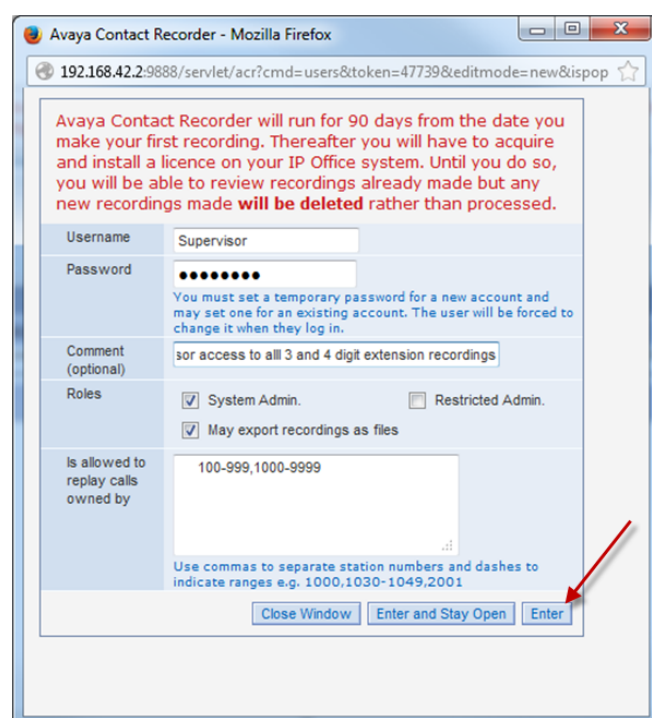 Avaya Contact Recorder - Mozilla Firefox
192.168.42.2:9888/servlet/acr?cmd=users&token=47739&editmode=new&ispop
Avaya Contact Recorder will run for 90 days from the date you
make your first recording. Thereafter you will have to acquire
and install a licence on your IP Office system. Until you do so,
you will be able to review recordings already made but any
new recordings made will be deleted rather than processed.
Username Supervisor
Password ●●●●●●●●
You must set a temporary password for a new account and
may set one for an existing account. The user will be forced to
change it when they log in.
Comment
(optional)
sor access to alll 3 and 4 digit extension recordings
Roles
System Admin. Restricted Admin.
May export recordings as files
Is allowed to
replay calls
owned by
100-999,1000-9999
Use commas to separate station numbers and dashes to
indicate ranges e.g. 1000,1030-1049,2001
Close Window Enter and Stay Open Enter